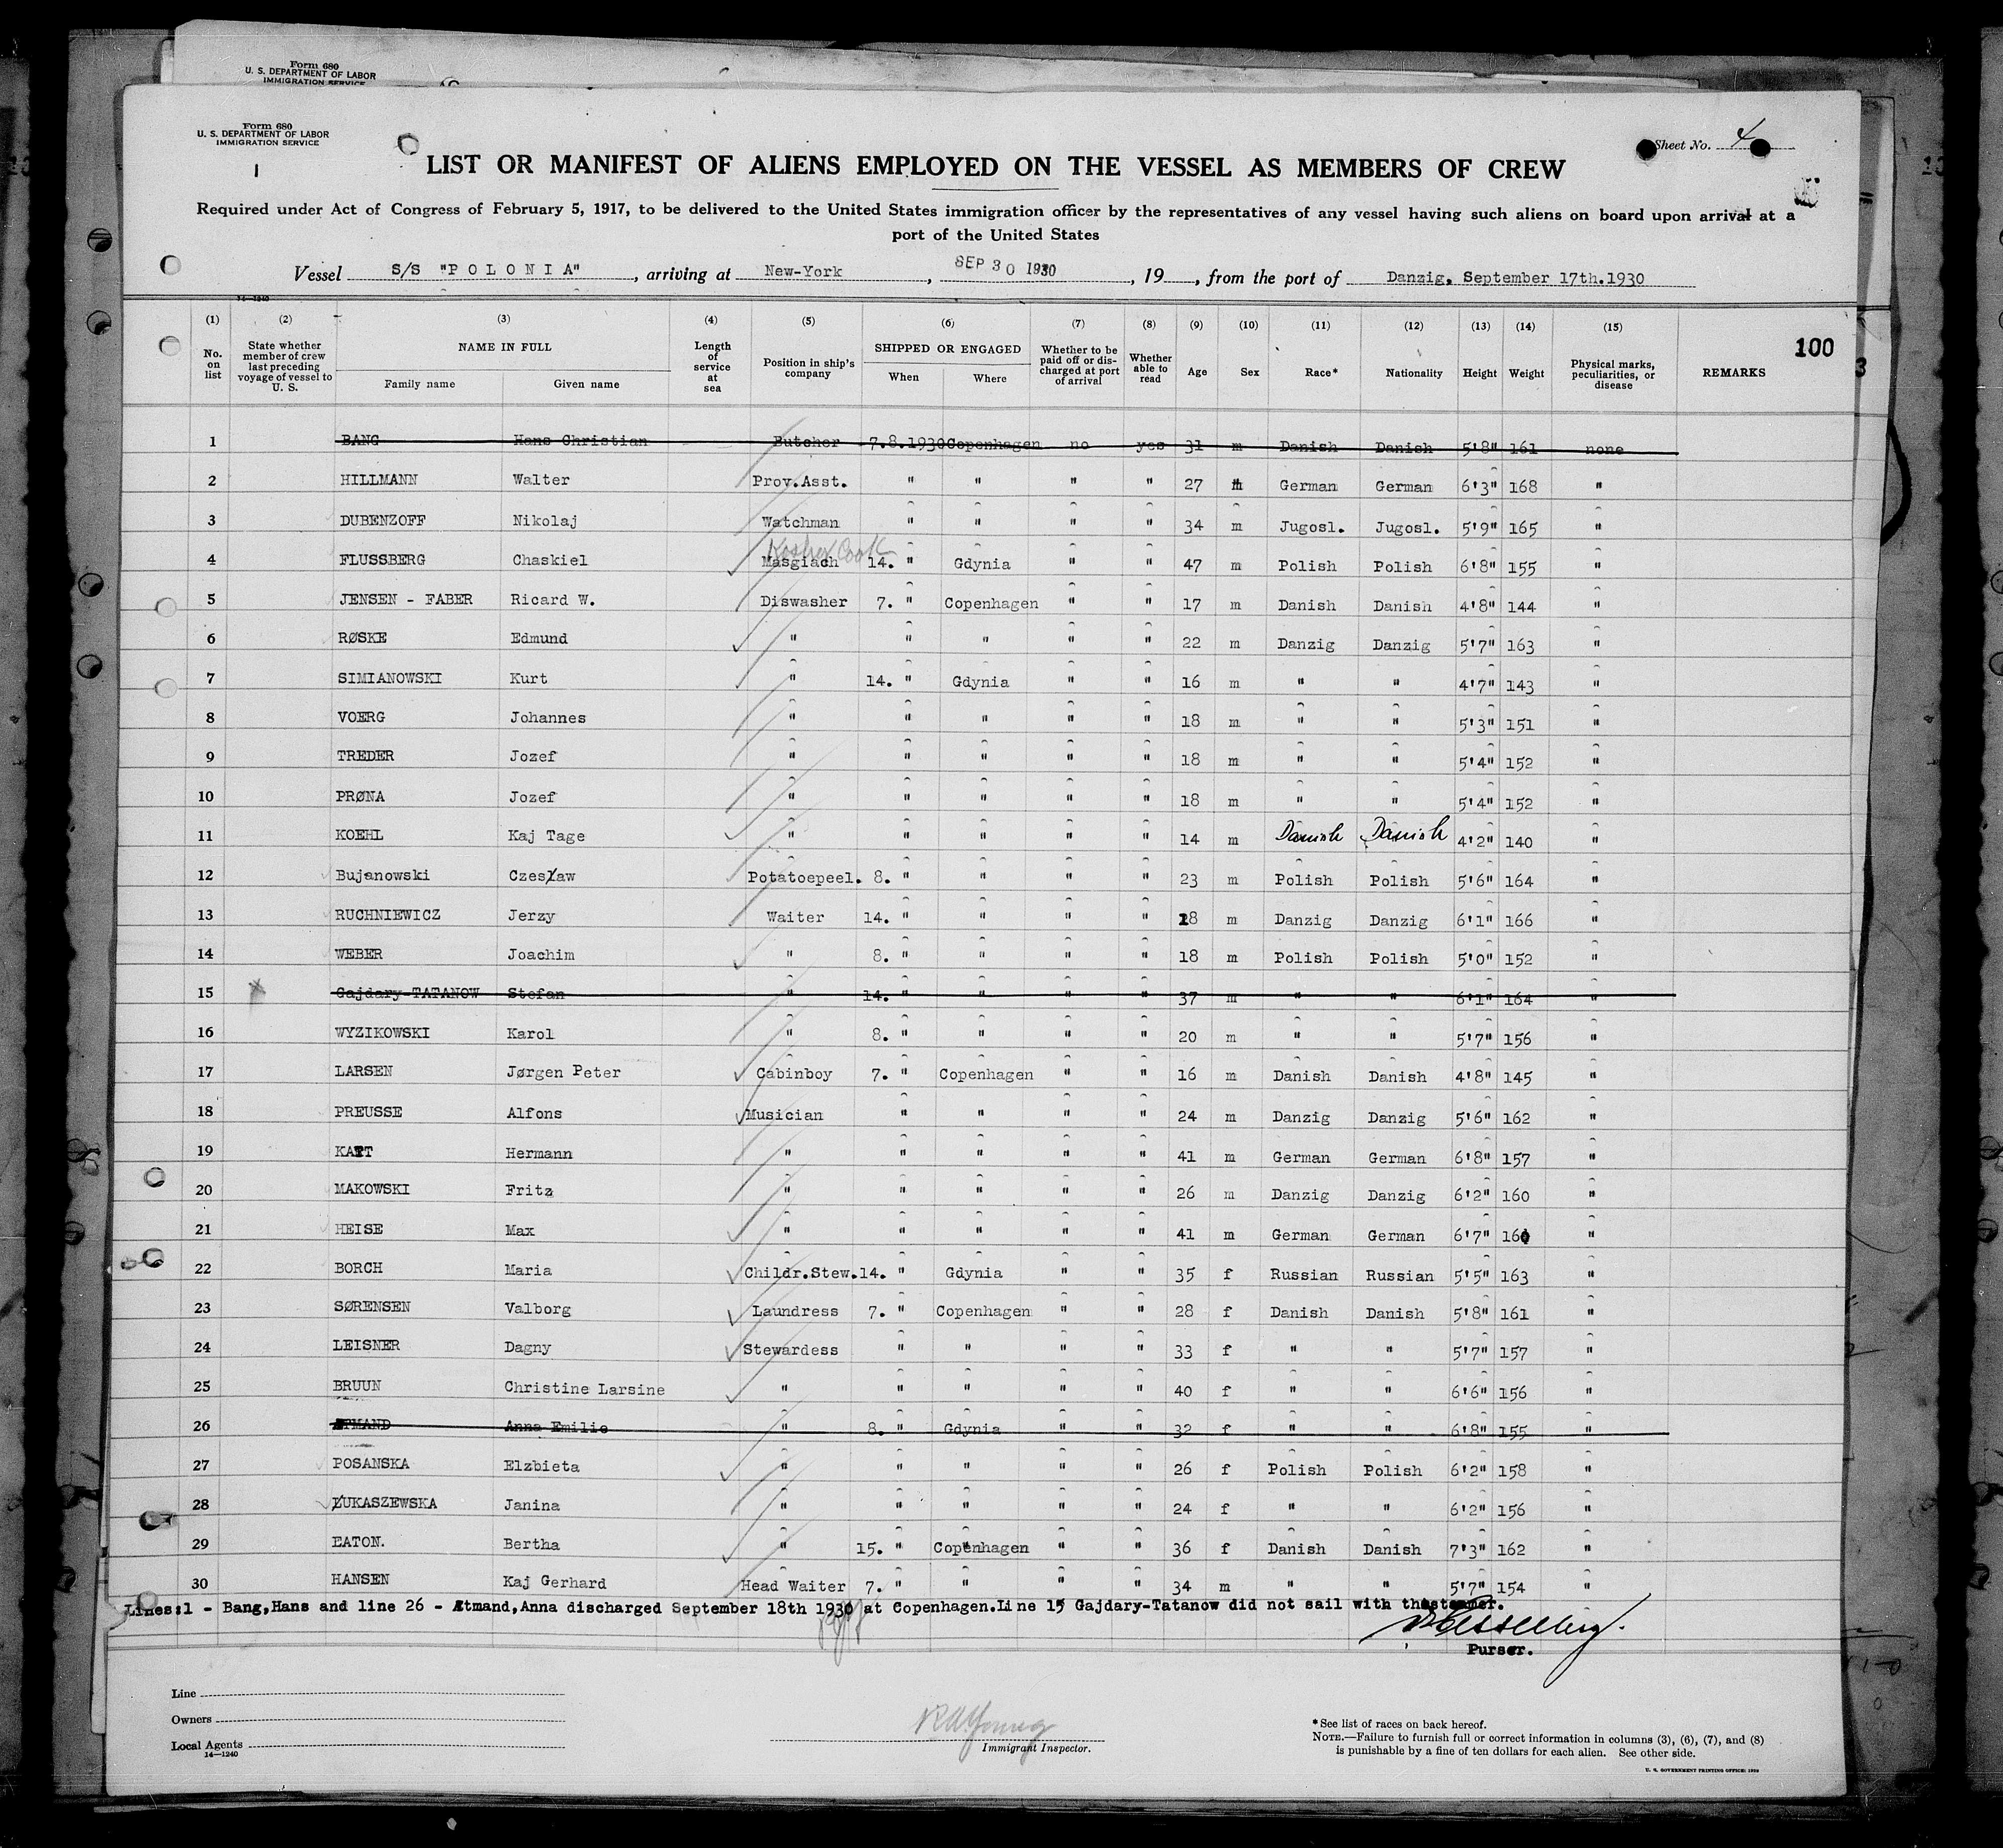 Form 680
U. S. DEPARTMENT OF LABOR
IMMIGRATION SERVICE
Form 680
U. S. DEPARTMENT OF LABOR
IMMIGRATION SERVICE
1
Sheet No. 4
LIST OR MANIFEST OF ALIENS EMPLOYED ON THE VESSEL AS MEMBERS OF CREW
Required under Act of Congress of February 5, 1917, to be delivered to the United States immigration officer by the representatives of any vessel having such aliens on board upon arrival at a
port of the United States
Vessel S/S "POLONIA", arriving at New-York, SEP 30 1930, 19__, from the port of Danzig, September 17th.1930
14—1240
(1) (2) (3) (4) (5) (6) (7) (8) (9) (10) (11) (12) (13) (14) (15)
No. on list State whether member of crew last preceding voyage of vessel to U. S. NAME IN FULL Family name Given name Length of service at sea Position in ship's company SHIPPED OR ENGAGED When Where Whether to be paid off or discharged at port of arrival Whether able to read Age Sex Race* Nationality Height Weight Physical marks, peculiarities, or disease REMARKS 100
3
1 BANG Hans Christian Butcher 7.8.1930 Copenhagen no yes 31 m Danish Danish 5'8" 161 none
2 HILLMANN Walter Prov.Asst. " " " " 27 m German German 6'3" 168 "
3 DUBENZOFF Nikolaj Watchman " " " " 34 m Jugosl. Jugosl. 5'9" 165 "
Kosher Cook
4 FLUSSBERG Chaskiel Masgiach 14. " Gdynia " " 47 m Polish Polish 6'8" 155 "
5 JENSEN - FABER Ricard W. Diswasher 7. " Copenhagen " " 17 m Danish Danish 4'8" 144 "
6 RØSKE Edmund " " " " " 22 m Danzig Danzig 5'7" 163 "
7 SIMIANOWSKI Kurt " 14. " Gdynia " " 16 m " " 4'7" 143 "
8 VOERG Johannes " " " " " 18 m " " 5'3" 151 "
9 TREDER Jozef " " " " " 18 m " " 5'4" 152 "
10 PRØNA Jozef " " " " " 18 m " " 5'4" 152 "
11 KOEHL Kaj Tage " " " " " 14 m Danish Danish 4'2" 140 "
12 Bujanowski Czesław Potatoepeel. 8. " " " " 23 m Polish Polish 5'6" 164 "
13 RUCHNIEWICZ Jerzy Waiter 14. " " " " 18 m Danzig Danzig 6'1" 166 "
14 WEBER Joachim " 8. " " " " 18 m Polish Polish 5'0" 152 "
15 Gajdary-TATANOW Stefan " 14. " " " " 37 m " " 6'1" 164 "
16 WYZIKOWSKI Karol " 8. " " " " 20 m " " 5'7" 156 "
17 LARSEN Jørgen Peter Cabinboy 7. " Copenhagen " " 16 m Danish Danish 4'8" 145 "
18 PREUSSE Alfons Musician " " " " 24 m Danzig Danzig 5'6" 162 "
19 KATT Hermann " " " " " 41 m German German 6'8" 157 "
20 MAKOWSKI Fritz " " " " " 26 m Danzig Danzig 6'2" 160 "
21 HEISE Max " " " " " 41 m German German 6'7" 160 "
22 BORCH Maria Childr.Stew. 14. " Gdynia " " 35 f Russian Russian 5'5" 163 "
23 SØRENSEN Valborg Laundress 7. " Copenhagen " " 28 f Danish Danish 5'8" 161 "
24 LEISNER Dagny Stewardess " " " " 33 f " " 5'7" 157 "
25 BRUUN Christine Larsine " " " " " 40 f " " 6'6" 156 "
26 ÆTMAND Anna Emilie " 8. " Gdynia " " 32 f " " 6'8" 155 "
27 POSANSKA Elzbieta " " " " " 26 f Polish Polish 6'2" 158 "
28 ŁUKASZEWSKA Janina " " " " " 24 f " " 6'2" 156 "
29 EATON. Bertha " 15. " Copenhagen " " 36 f Danish Danish 7'3" 162 "
30 HANSEN Kaj Gerhard Head Waiter 7. " " " " 34 m " " 5'7" 154 "
Lines:1 - Bang,Hans and line 26 - Ætmand,Anna discharged September 18th 1930 at Copenhagen.Line 15 Gajdary-Tatanow did not sail with thesteamer.
Purser.
Line
Owners
Local Agents
14—1240
R A Young
Immigrant Inspector.
*See list of races on back hereof.
NOTE.—Failure to furnish full or correct information in columns (3), (6), (7), and (8)
is punishable by a fine of ten dollars for each alien. See other side.
U. S. GOVERNMENT PRINTING OFFICE: 1928